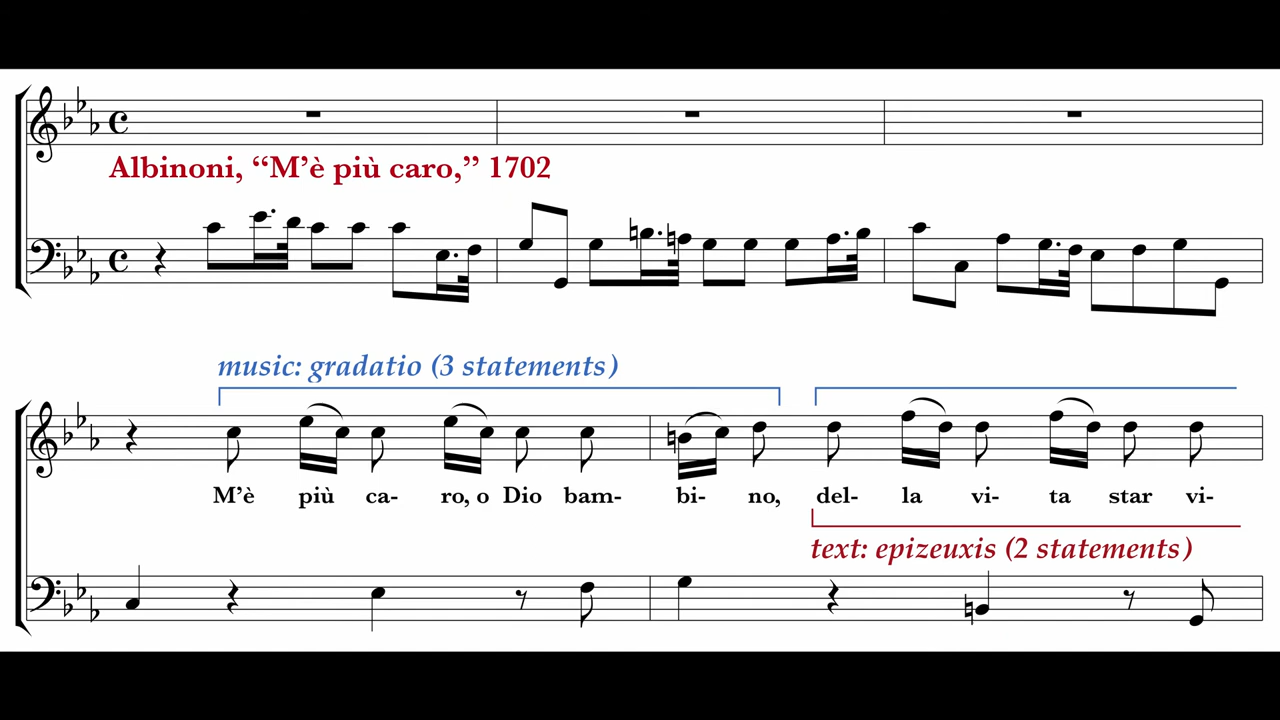 Albinoni, “M’è più caro,” 1702
music: gradatio (3 statements)
M’è più ca- ro, o Dio bam- bi- no, del- la vi- ta star vi-
text: epizeuxis (2 statements)